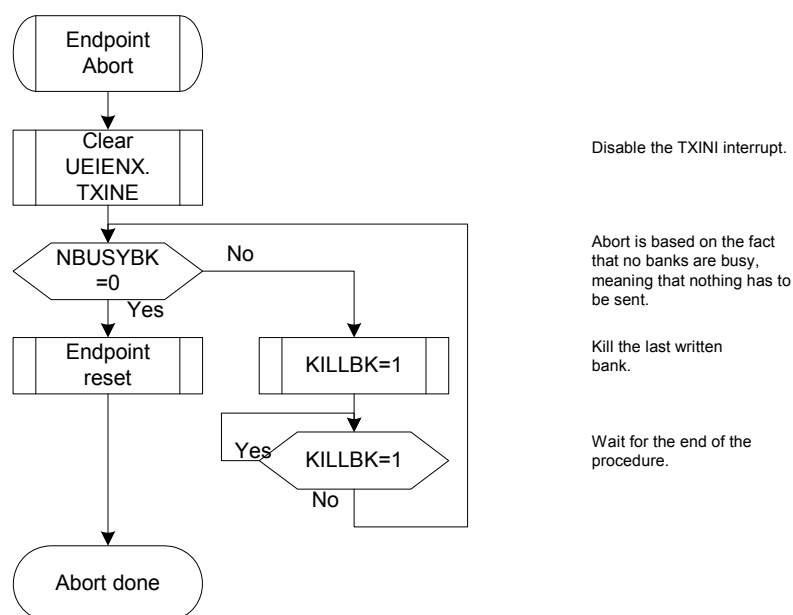 Endpoint
Abort
Clear
UEIENX.
TXINE
Disable the TXINI interrupt.
NBUSYBK
=0
No
Yes
Abort is based on the fact
that no banks are busy,
meaning that nothing has to
be sent.
Endpoint
reset
KILLBK=1
Kill the last written
bank.
Yes
KILLBK=1
No
Wait for the end of the
procedure.
Abort done